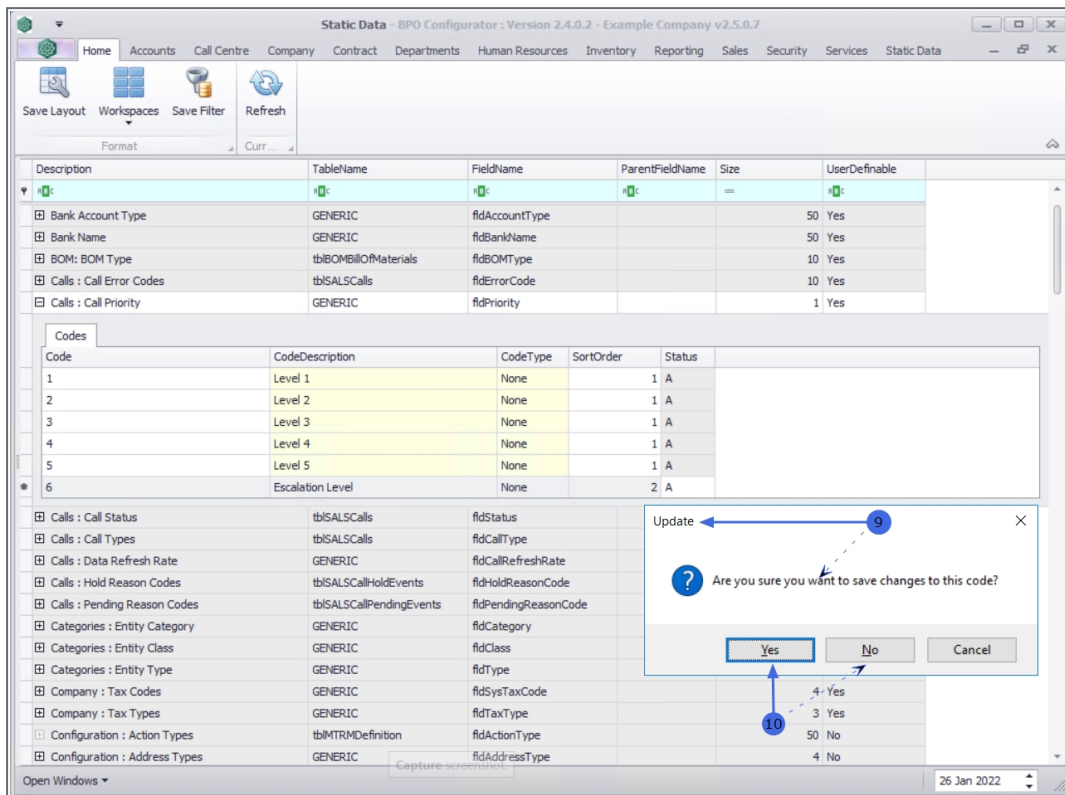 Static Data - BPO Configurator : Version 2.4.0.2 - Example Company v2.5.0.7
Home Accounts Call Centre Company Contract Departments Human Resources Inventory Reporting Sales Security Services Static Data
Save Layout Workspaces Save Filter Refresh
Format Curr...
Description TableName FieldName ParentFieldName Size UserDefinable
Bank Account Type GENERIC fldAccountType 50 Yes
Bank Name GENERIC fldBankName 50 Yes
BOM: BOM Type tblBOMBillOfMaterials fldBOMType 10 Yes
Calls : Call Error Codes tblSALSCalls fldErrorCode 10 Yes
Calls : Call Priority GENERIC fldPriority 1 Yes
Codes
Code CodeDescription CodeType SortOrder Status
1 Level 1 None 1 A
2 Level 2 None 1 A
3 Level 3 None 1 A
4 Level 4 None 1 A
5 Level 5 None 1 A
6 Escalation Level None 2 A
Calls : Call Status tblSALSCalls fldStatus
Calls : Call Types tblSALSCalls fldCallType
Calls : Data Refresh Rate GENERIC fldCallRefreshRate
Calls : Hold Reason Codes tblSALSCallHoldEvents fldHoldReasonCode
Calls : Pending Reason Codes tblSALSCallPendingEvents fldPendingReasonCode
Categories : Entity Category GENERIC fldCategory
Categories : Entity Class GENERIC fldClass
Categories : Entity Type GENERIC fldType
Company : Tax Codes GENERIC fldSysTaxCode 4 Yes
Company : Tax Types GENERIC fldTaxType 3 Yes
Configuration : Action Types tblMTRMDefinition fldActionType 50 No
Configuration : Address Types GENERIC fldAddressType 4 No
Update 9
Are you sure you want to save changes to this code?
Yes No Cancel
10
Capture screenshot.
Open Windows 26 Jan 2022